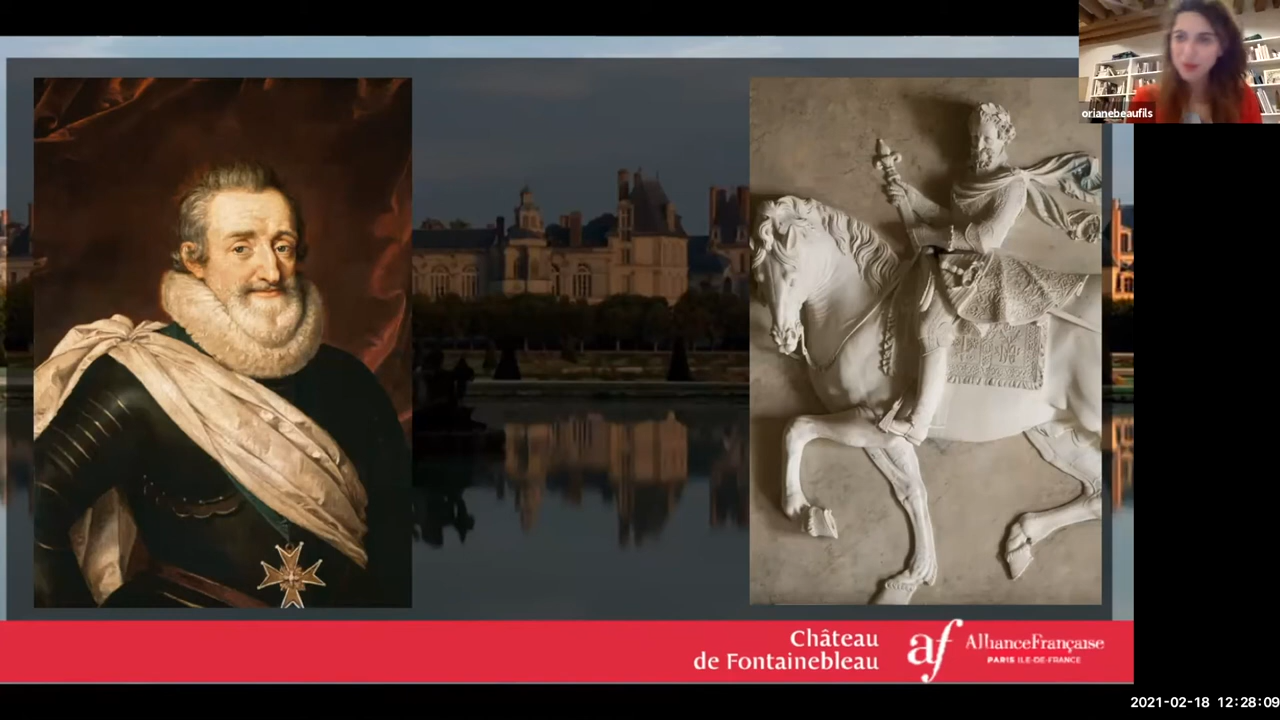 orianebeaufils
Château
de Fontainebleau
af AllianceFrançaise
PARIS ILE-DE-FRANCE
2021-02-18 12:28:09